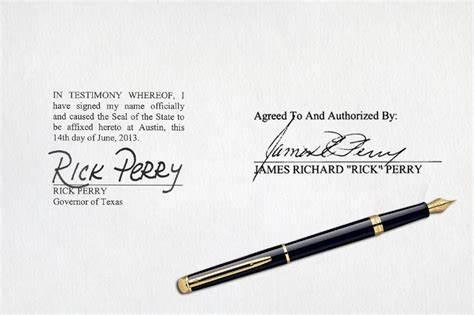 IN TESTIMONY WHEREOF, I
have signed my name officially
and caused the Seal of the State to
be affixed hereto at Austin, this
14th day of June, 2013.
RICK PERRY
RICK PERRY
Governor of Texas
Agreed To And Authorized By:
James R Perry
JAMES RICHARD "RICK" PERRY